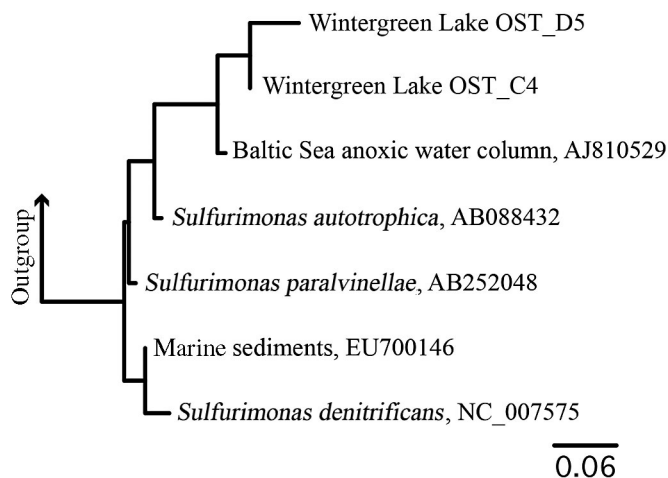 Wintergreen Lake OST_D5
Wintergreen Lake OST_C4
Baltic Sea anoxic water column, AJ810529
Sulfurimonas autotrophica, AB088432
Outgroup
Sulfurimonas paralvinellae, AB252048
Marine sediments, EU700146
Sulfurimonas denitrificans, NC_007575
0.06